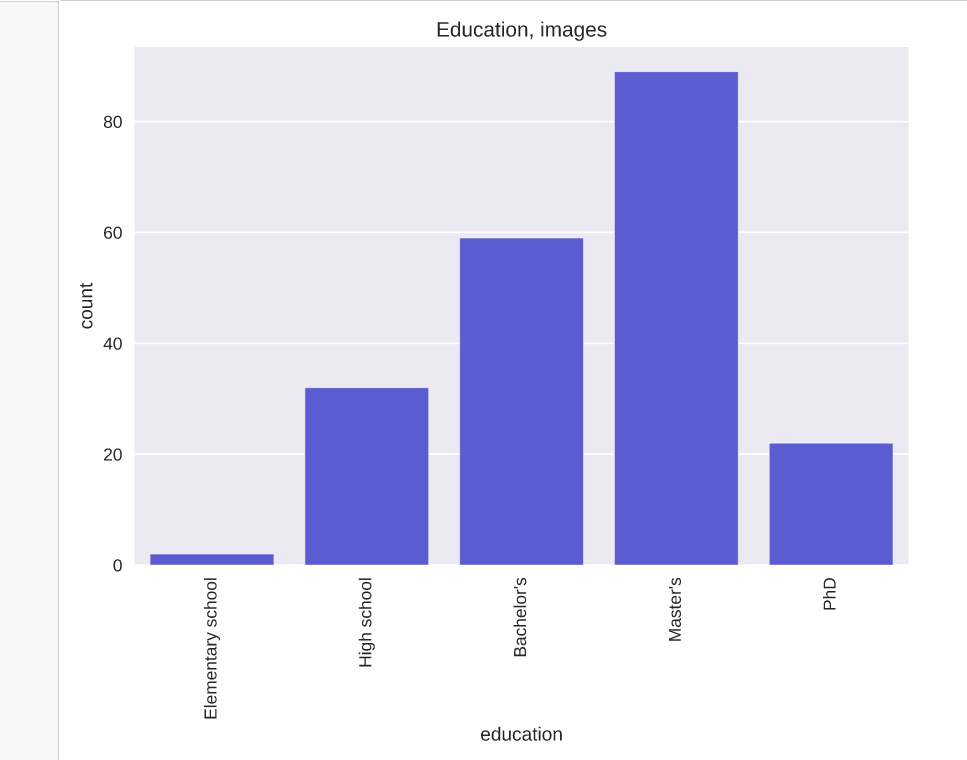 Education, images
80
60
40
20
0
count
Elementary school
High school
Bachelor's
Master's
PhD
education